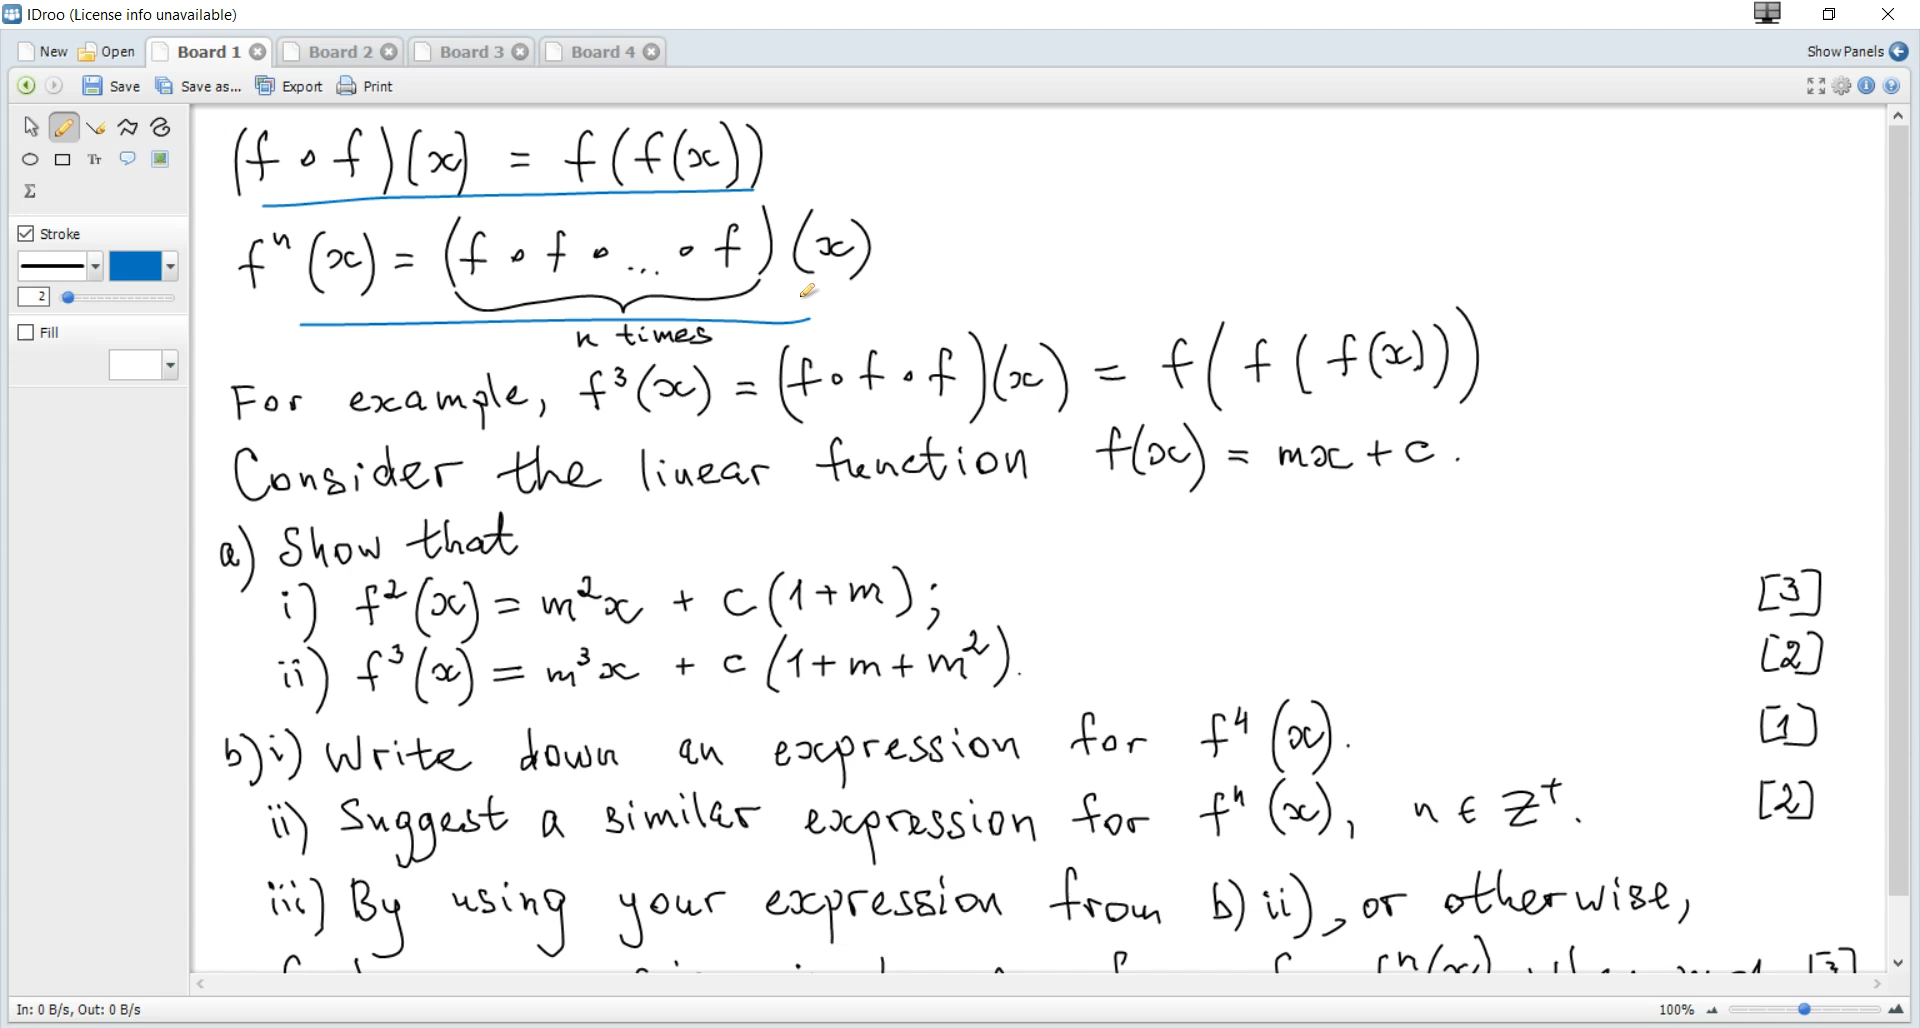 IDroo (License info unavailable)
New Open Board 1 Board 2 Board 3 Board 4 Show Panels
Save Save as... Export Print
(f ∘ f)(x) = f(f(x))
fⁿ(x) = (f ∘ f ∘ ... ∘ f)(x)
n times
For example, f³(x) = (f∘f∘f)(x) = f(f(f(x)))
Consider the linear function f(x) = mx + c.
a) Show that
i) f²(x) = m²x + c(1+m); [3]
ii) f³(x) = m³x + c(1+m+m²). [2]
b) i) Write down an expression for f⁴(x). [1]
ii) Suggest a similar expression for fⁿ(x), n ∈ Z⁺. [2]
iii) By using your expression from b) ii), or otherwise,
Tт
Σ
Stroke
2
Fill
In: 0 B/s, Out: 0 B/s 100%